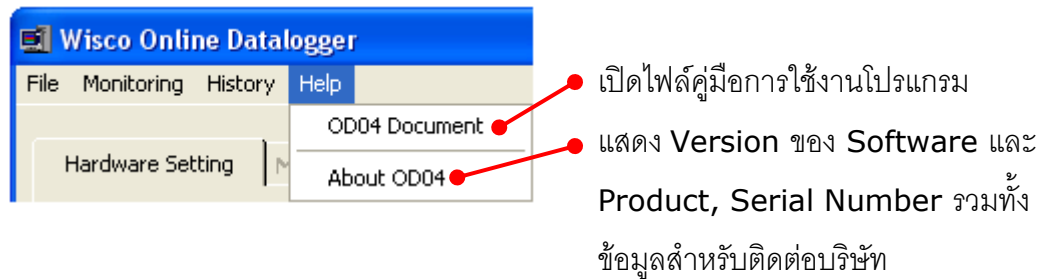 Wisco Online Datalogger
File Monitoring History Help
OD04 Document
About OD04
Hardware Setting
เปิดไฟล์คู่มือการใช้งานโปรแกรม
แสดง Version ของ Software และ
Product, Serial Number รวมทั้ง
ข้อมูลสำหรับติดต่อบริษัท